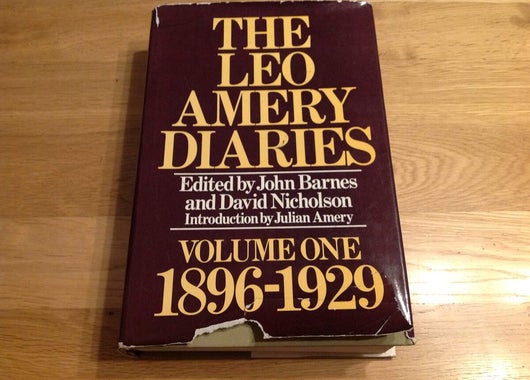 THE
LEO
AMERY
DIARIES
Edited by John Barnes
and David Nicholson
Introduction by Julian Amery
VOLUME ONE
1896-1929